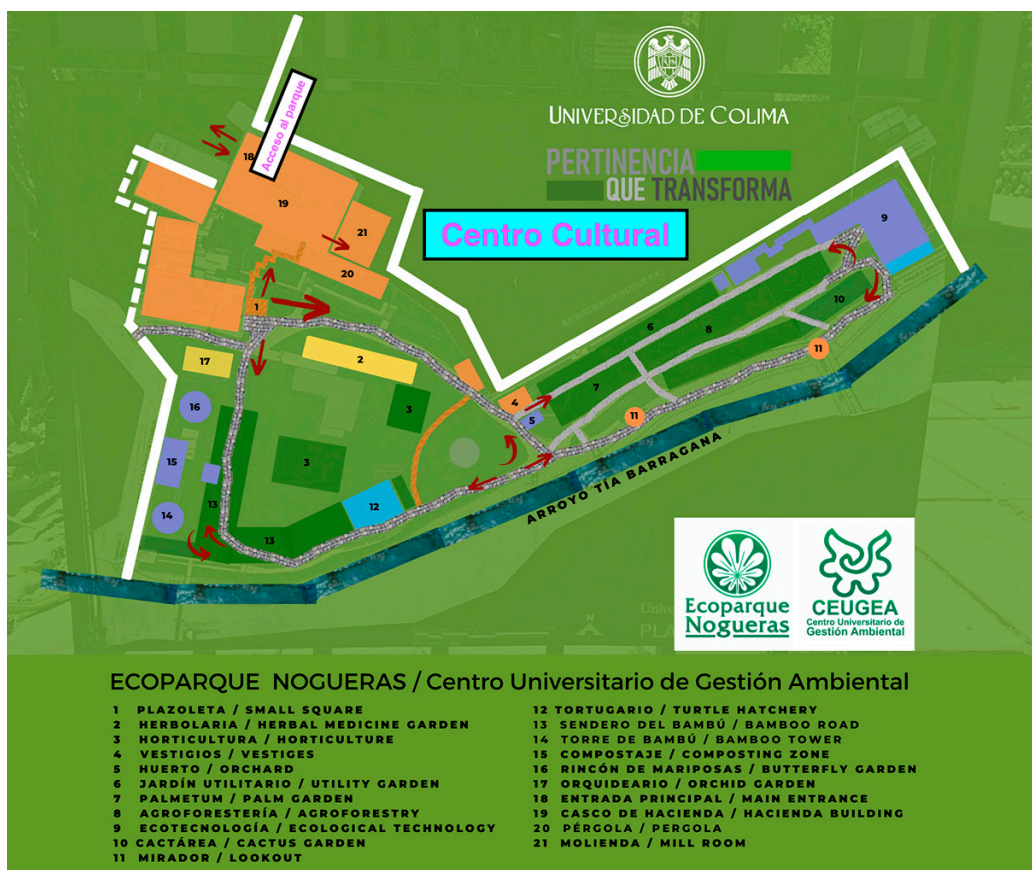 UNIVERSIDAD DE COLIMA
PERTINENCIA
QUE TRANSFORMA
Acceso al parque
Centro Cultural
18
19
21
20
9
1
6
8
10
17
2
11
7
16
3
4
5
11
15
3
14
13
12
13
ARROYO TÍA BARRAGANA
Ecoparque
Nogueras
CEUGEA
Centro Universitario de
Gestión Ambiental
ECOPARQUE NOGUERAS / Centro Universitario de Gestión Ambiental
1 PLAZOLETA / SMALL SQUARE
2 HERBOLARIA / HERBAL MEDICINE GARDEN
3 HORTICULTURA / HORTICULTURE
4 VESTIGIOS / VESTIGES
5 HUERTO / ORCHARD
6 JARDÍN UTILITARIO / UTILITY GARDEN
7 PALMETUM / PALM GARDEN
8 AGROFORESTERÍA / AGROFORESTRY
9 ECOTECNOLOGÍA / ECOLOGICAL TECHNOLOGY
10 CACTÁREA / CACTUS GARDEN
11 MIRADOR / LOOKOUT
12 TORTUGARIO / TURTLE HATCHERY
13 SENDERO DEL BAMBÚ / BAMBOO ROAD
14 TORRE DE BAMBÚ / BAMBOO TOWER
15 COMPOSTAJE / COMPOSTING ZONE
16 RINCÓN DE MARIPOSAS / BUTTERFLY GARDEN
17 ORQUIDEARIO / ORCHID GARDEN
18 ENTRADA PRINCIPAL / MAIN ENTRANCE
19 CASCO DE HACIENDA / HACIENDA BUILDING
20 PÉRGOLA / PERGOLA
21 MOLIENDA / MILL ROOM